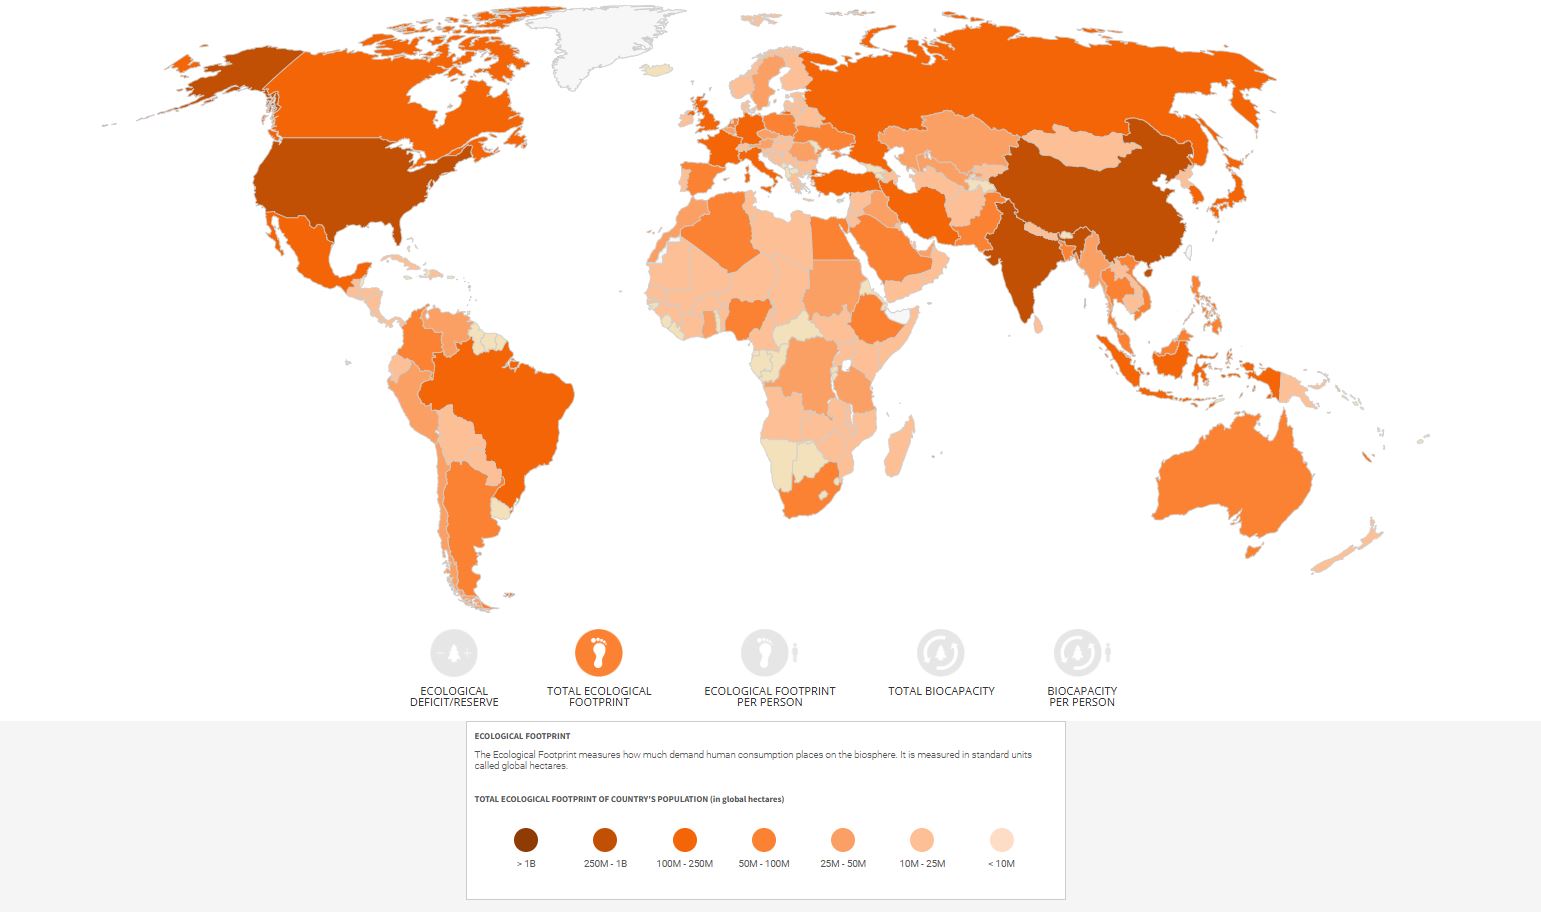 ECOLOGICAL
DEFICIT/RESERVE
TOTAL ECOLOGICAL
FOOTPRINT
ECOLOGICAL FOOTPRINT
PER PERSON
TOTAL BIOCAPACITY
BIOCAPACITY
PER PERSON
ECOLOGICAL FOOTPRINT
The Ecological Footprint measures how much demand human consumption places on the biosphere. It is measured in standard units
called global hectares.
TOTAL ECOLOGICAL FOOTPRINT OF COUNTRY'S POPULATION (in global hectares)
> 1B
250M - 1B
100M - 250M
50M - 100M
25M - 50M
10M - 25M
< 10M